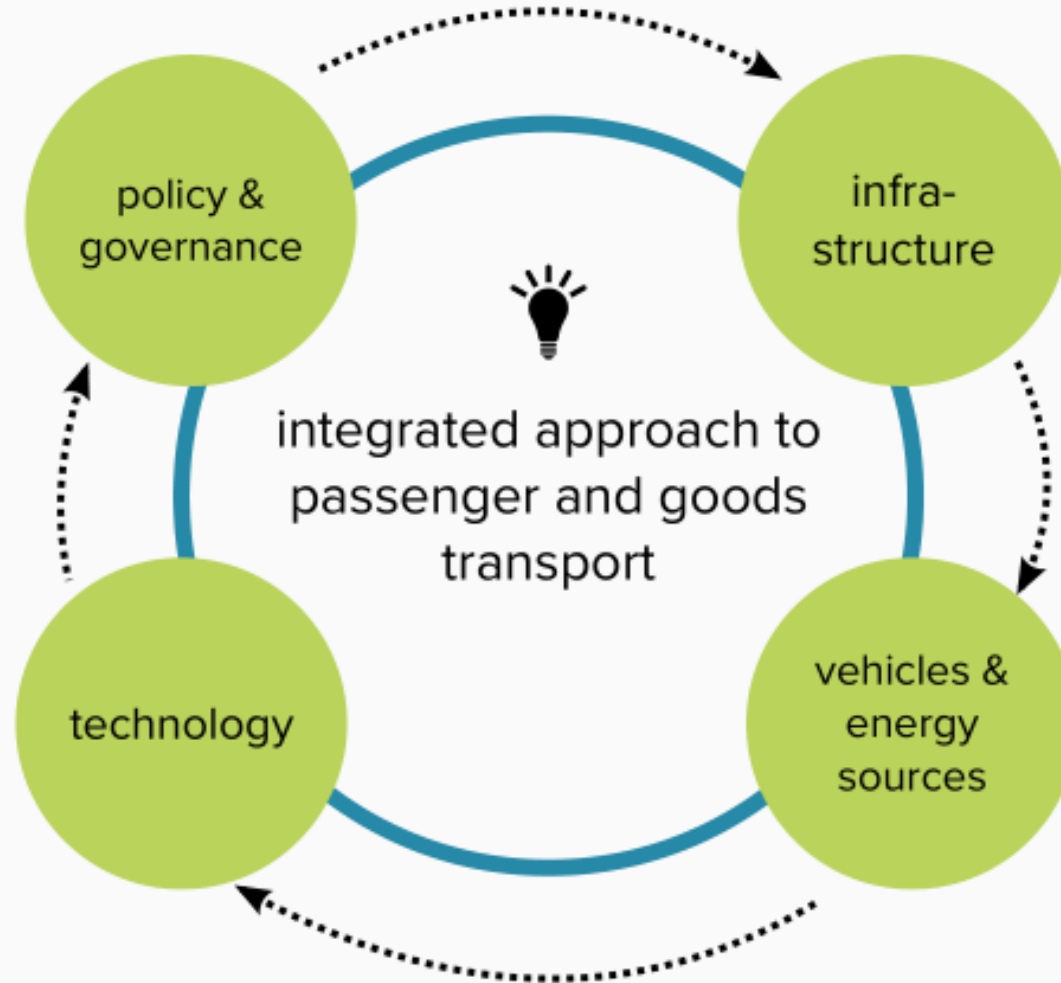 policy &
governance
infra-
structure
integrated approach to
passenger and goods
transport
technology
vehicles &
energy
sources